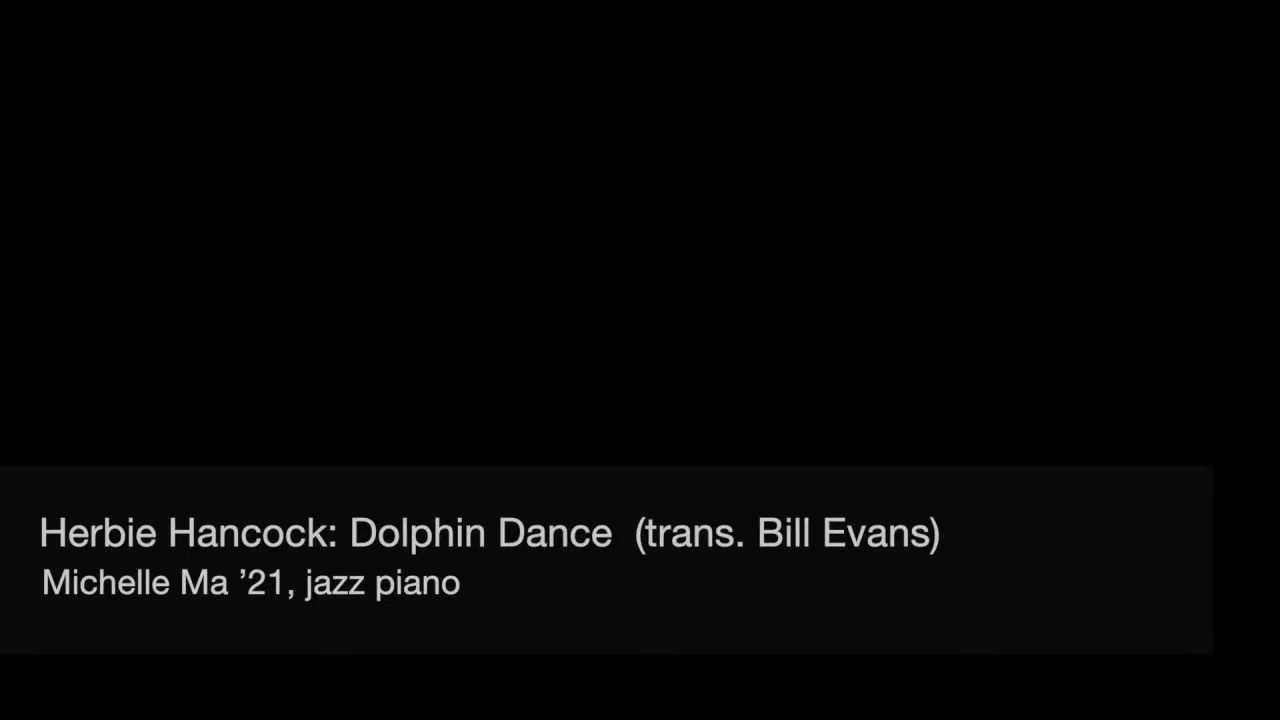 Herbie Hancock: Dolphin Dance  (trans. Bill Evans)
Michelle Ma ’21, jazz piano